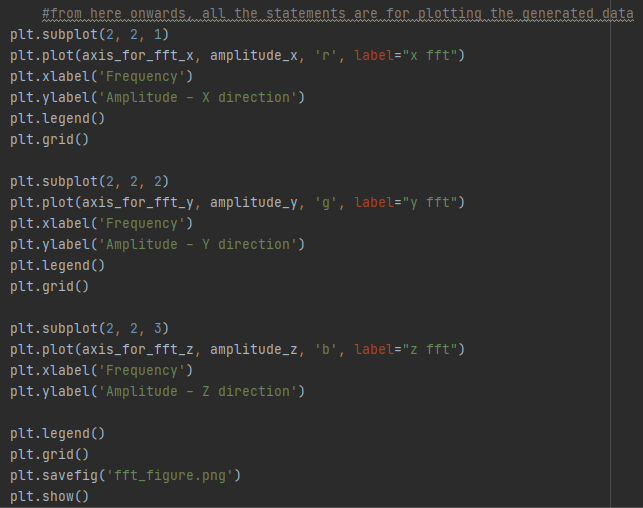 #from here onwards, all the statements are for plotting the generated data
plt.subplot(2, 2, 1)
plt.plot(axis_for_fft_x, amplitude_x, 'r', label="x fft")
plt.xlabel('Frequency')
plt.ylabel('Amplitude - X direction')
plt.legend()
plt.grid()

plt.subplot(2, 2, 2)
plt.plot(axis_for_fft_y, amplitude_y, 'g', label="y fft")
plt.xlabel('Frequency')
plt.ylabel('Amplitude - Y direction')
plt.legend()
plt.grid()

plt.subplot(2, 2, 3)
plt.plot(axis_for_fft_z, amplitude_z, 'b', label="z fft")
plt.xlabel('Frequency')
plt.ylabel('Amplitude - Z direction')

plt.legend()
plt.grid()
plt.savefig('fft_figure.png')
plt.show()